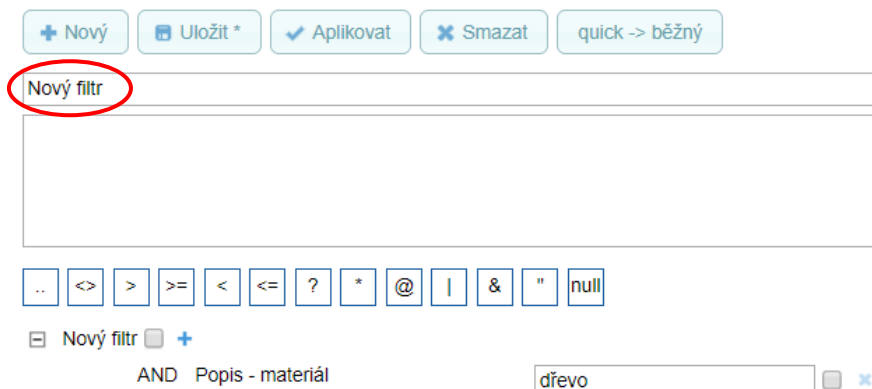 Nový Uložit * Aplikovat Smazat quick -> běžný
Nový filtr
.. <> > >= < <= ? * @ | & " null
Nový filtr
AND Popis - materiál dřevo